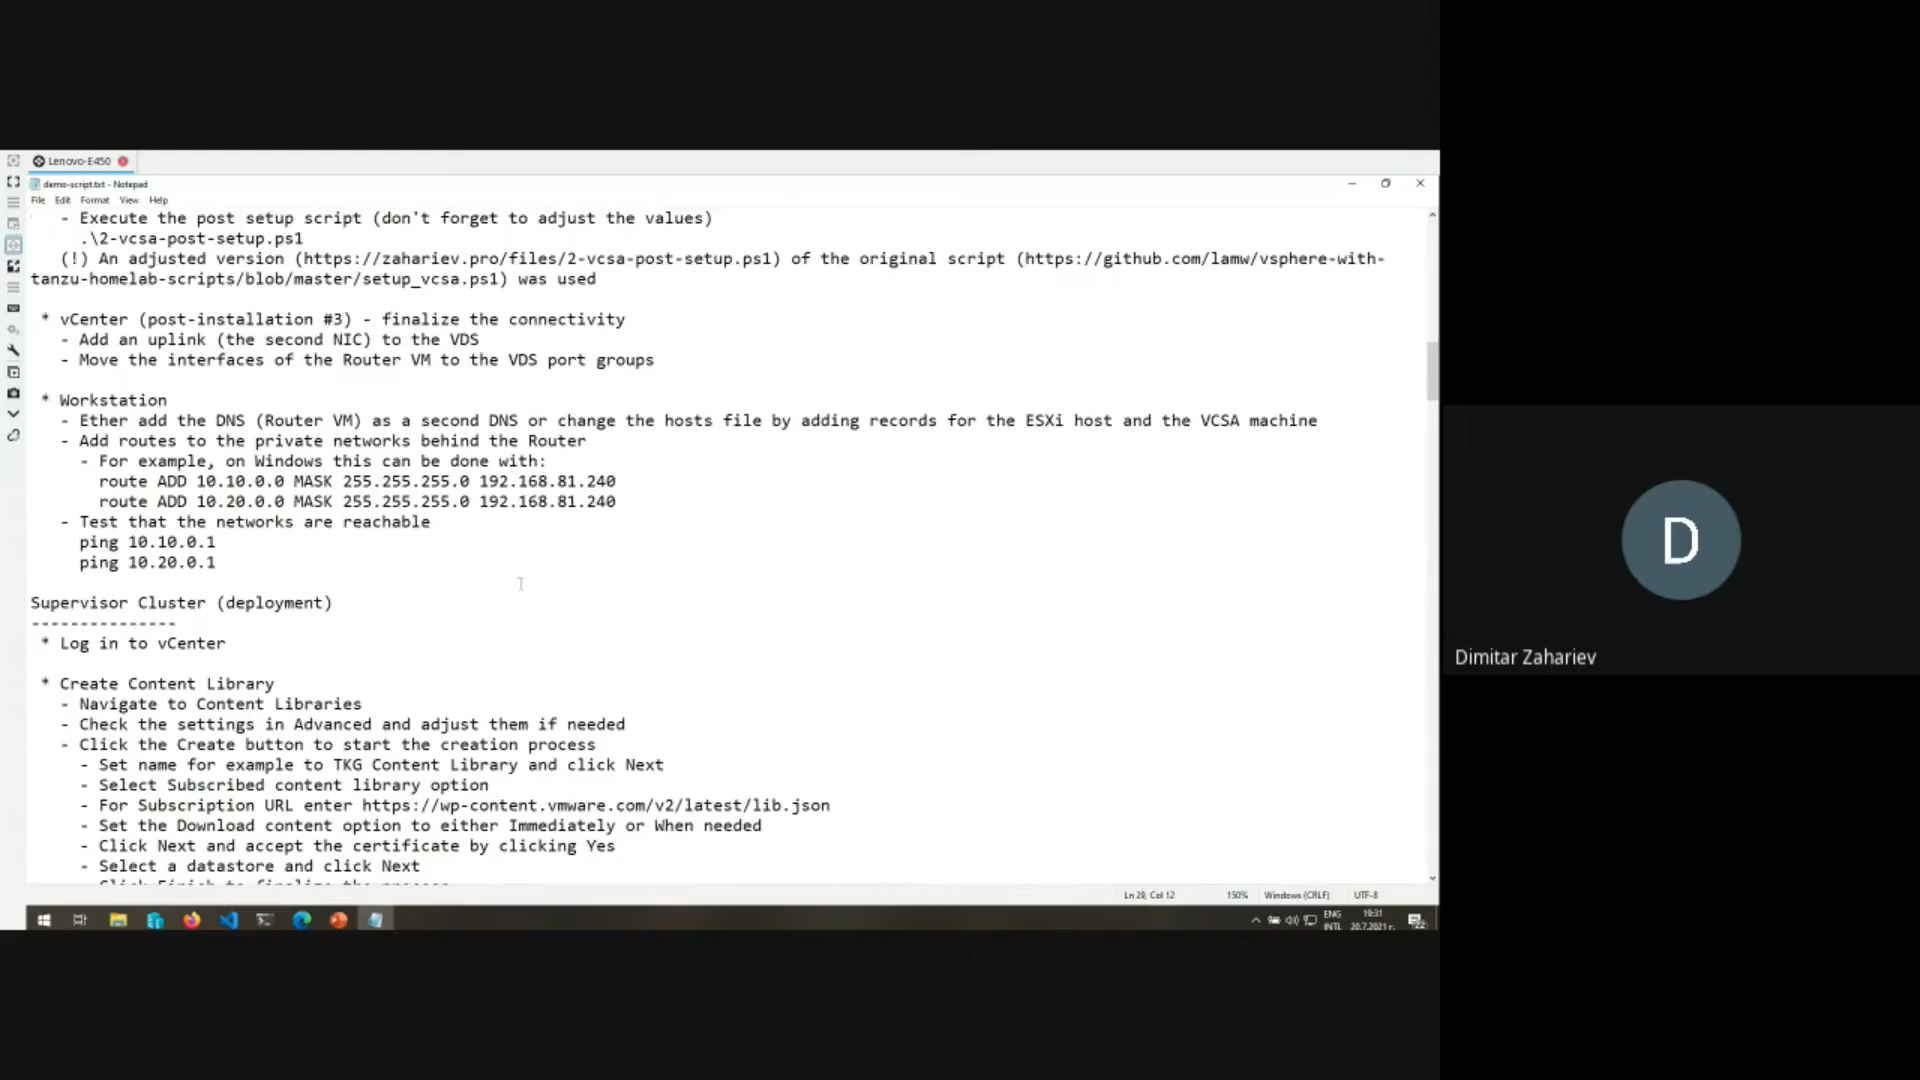 Lenovo-E450
demo-script.txt - Notepad
File Edit Format View Help
- Execute the post setup script (don't forget to adjust the values)
.\2-vcsa-post-setup.ps1
(!) An adjusted version (https://zahariev.pro/files/2-vcsa-post-setup.ps1) of the original script (https://github.com/lamw/vsphere-with-
tanzu-homelab-scripts/blob/master/setup_vcsa.ps1) was used
* vCenter (post-installation #3) - finalize the connectivity
- Add an uplink (the second NIC) to the VDS
- Move the interfaces of the Router VM to the VDS port groups
* Workstation
- Ether add the DNS (Router VM) as a second DNS or change the hosts file by adding records for the ESXi host and the VCSA machine
- Add routes to the private networks behind the Router
- For example, on Windows this can be done with:
route ADD 10.10.0.0 MASK 255.255.255.0 192.168.81.240
route ADD 10.20.0.0 MASK 255.255.255.0 192.168.81.240
- Test that the networks are reachable
ping 10.10.0.1
ping 10.20.0.1
Supervisor Cluster (deployment)
---------------
* Log in to vCenter
* Create Content Library
- Navigate to Content Libraries
- Check the settings in Advanced and adjust them if needed
- Click the Create button to start the creation process
- Set name for example to TKG Content Library and click Next
- Select Subscribed content library option
- For Subscription URL enter https://wp-content.vmware.com/v2/latest/lib.json
- Set the Download content option to either Immediately or When needed
- Click Next and accept the certificate by clicking Yes
- Select a datastore and click Next
- Click Finish to finalize the process
Ln 29, Col 12 150% Windows (CRLF) UTF-8
ENG 19:31
INTL 20.7.2021 г. 22
D
Dimitar Zahariev